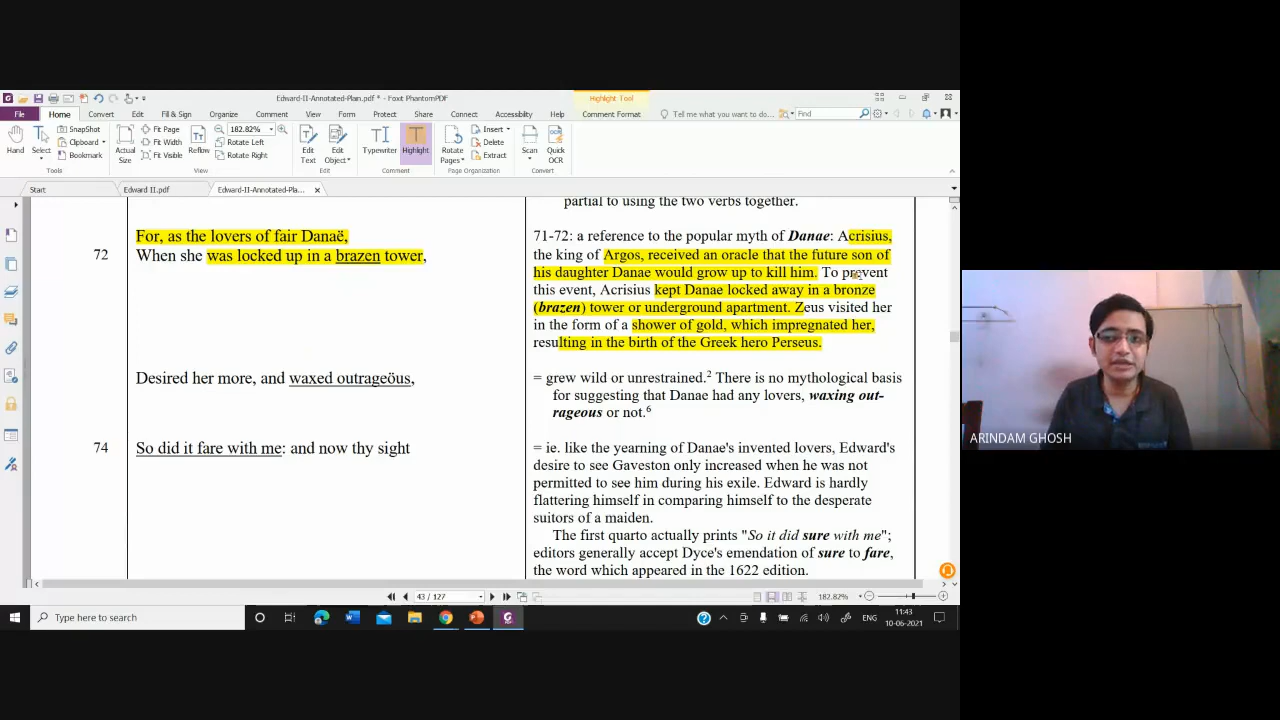 Edward-II-Annotated-Plan.pdf * - Foxit PhantomPDF
Highlight Tool
File Home Convert Edit Fill & Sign Organize Comment View Form Protect Share Connect Accessibility Help Comment Format Tell me what you want to do... Find
Hand
Select
SnapShot
Clipboard
Bookmark
Actual Size
Fit Page
Fit Width
Fit Visible
Reflow
182.82%
Rotate Left
Rotate Right
Edit Text
Edit Object
Typewriter
Highlight
Rotate Pages
Insert
Delete
Extract
Scan
Quick OCR
Tools View Edit Comment Page Organization Convert
Start Edward II.pdf Edward-II-Annotated-Pla...
partial to using the two verbs together.
For, as the lovers of fair Danaë,
72 When she was locked up in a brazen tower,
71-72: a reference to the popular myth of Danae: Acrisius,
the king of Argos, received an oracle that the future son of
his daughter Danae would grow up to kill him. To prevent
this event, Acrisius kept Danae locked away in a bronze
(brazen) tower or underground apartment. Zeus visited her
in the form of a shower of gold, which impregnated her,
resulting in the birth of the Greek hero Perseus.
Desired her more, and waxed outrageöus,
= grew wild or unrestrained.2 There is no mythological basis
for suggesting that Danae had any lovers, waxing out-
rageous or not.6
74 So did it fare with me: and now thy sight
= ie. like the yearning of Danae's invented lovers, Edward's
desire to see Gaveston only increased when he was not
permitted to see him during his exile. Edward is hardly
flattering himself in comparing himself to the desperate
suitors of a maiden.
The first quarto actually prints "So it did sure with me";
editors generally accept Dyce's emendation of sure to fare,
the word which appeared in the 1622 edition.
ARINDAM GHOSH
43 / 127
182.82%
Type here to search
ENG
11:43
10-06-2021